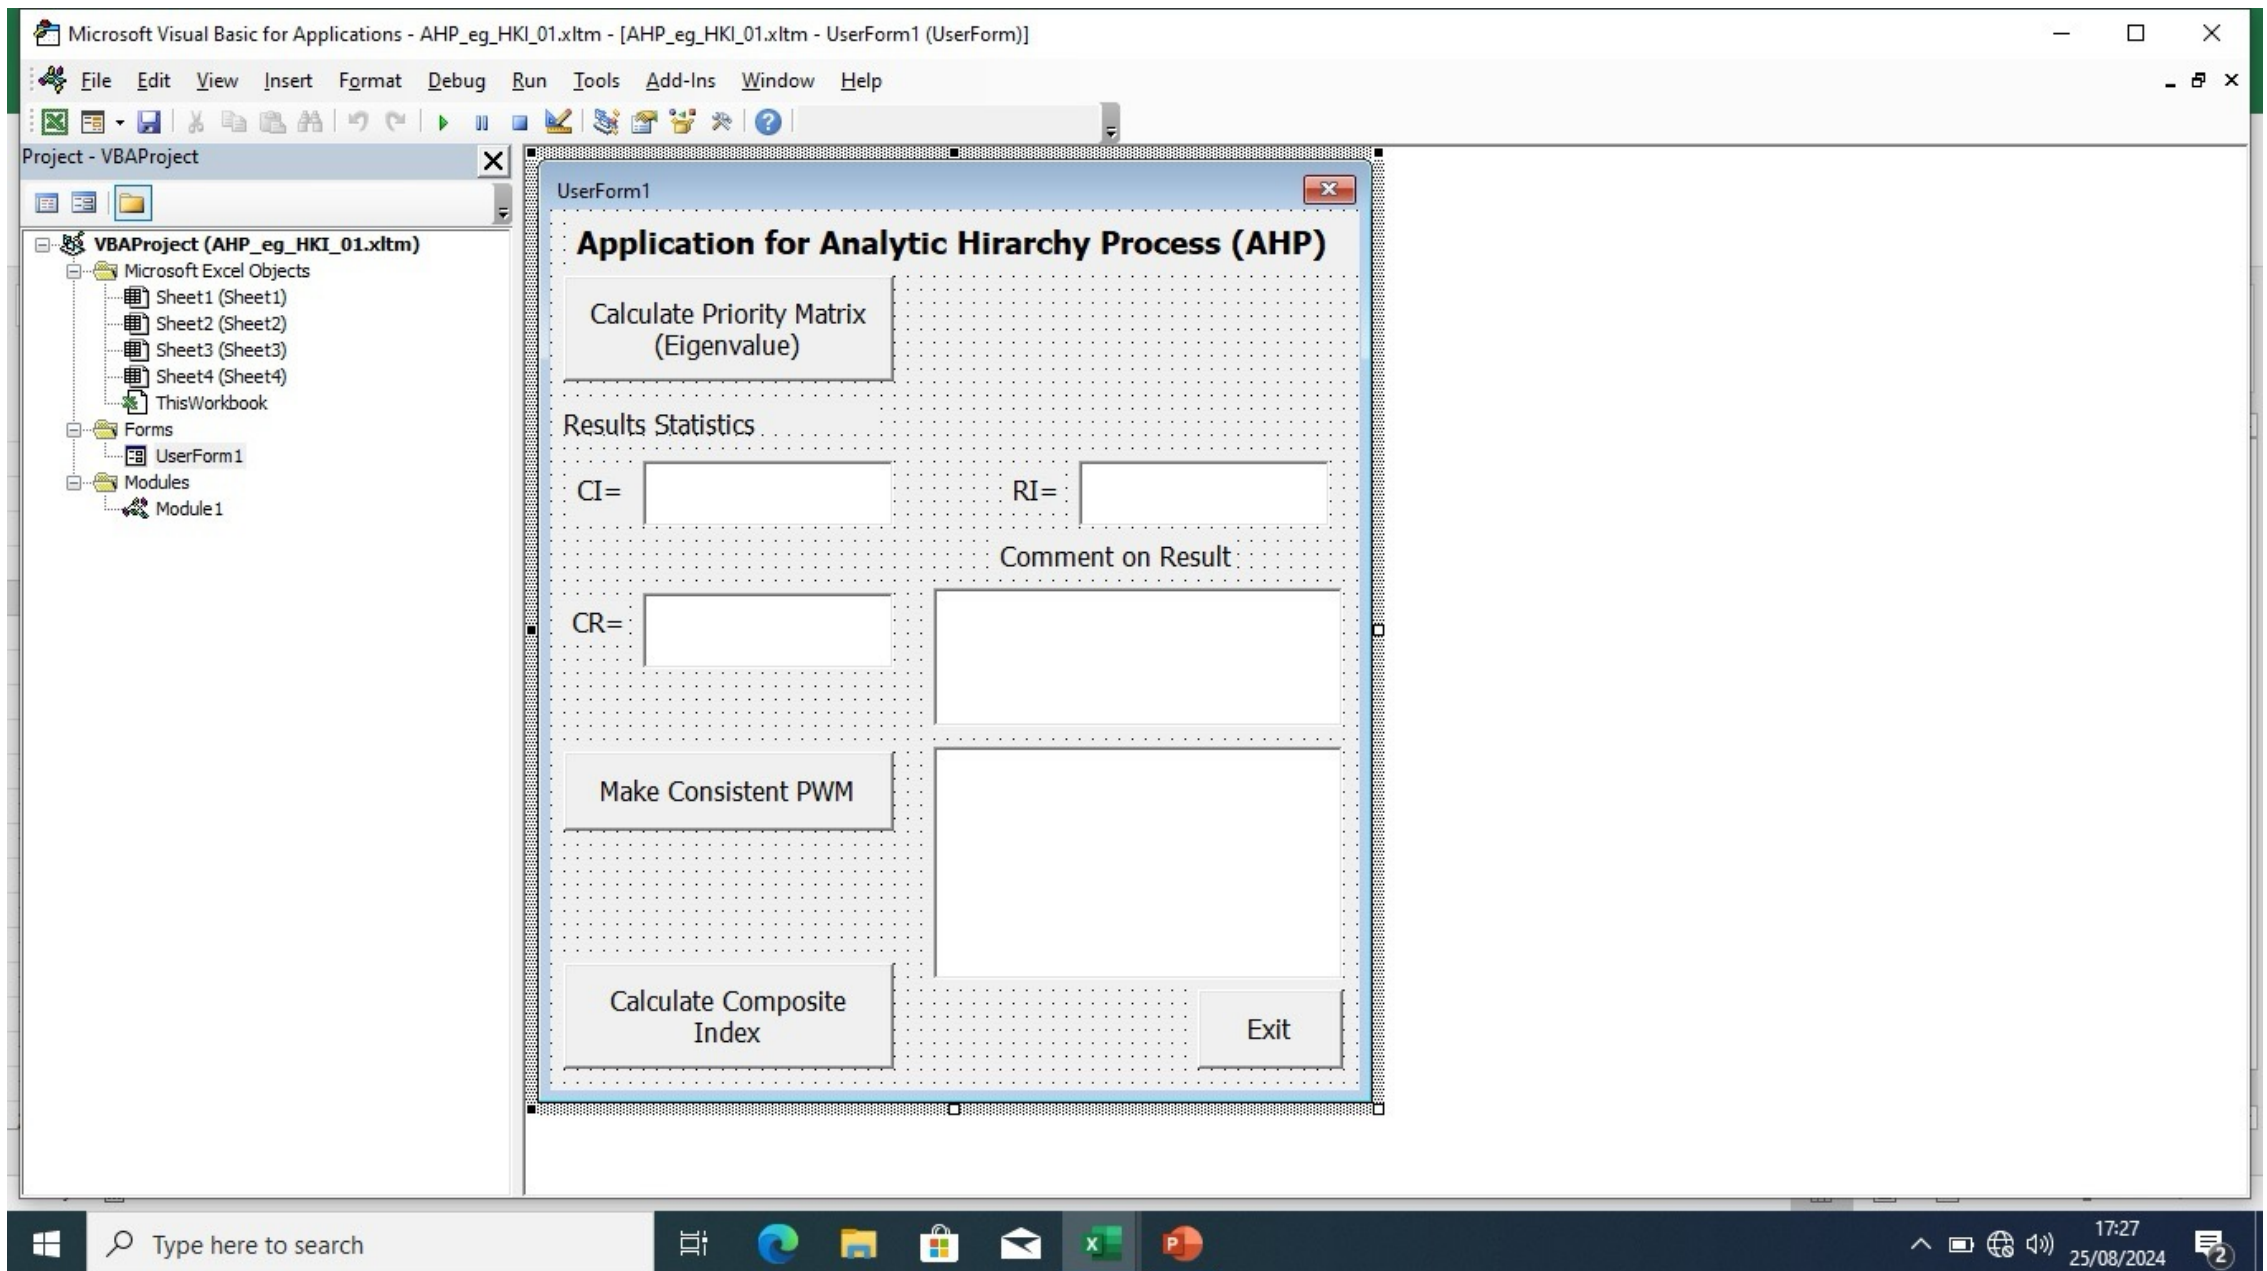 Microsoft Visual Basic for Applications - AHP_eg_HKI_01.xltm - [AHP_eg_HKI_01.xltm - UserForm1 (UserForm)]
File Edit View Insert Format Debug Run Tools Add-Ins Window Help
Project - VBAProject
VBAProject (AHP_eg_HKI_01.xltm)
Microsoft Excel Objects
Sheet1 (Sheet1)
Sheet2 (Sheet2)
Sheet3 (Sheet3)
Sheet4 (Sheet4)
ThisWorkbook
Forms
UserForm1
Modules
Module1
UserForm1
Application for Analytic Hirarchy Process (AHP)
Calculate Priority Matrix
(Eigenvalue)
Results Statistics
CI=
RI=
Comment on Result
CR=
Make Consistent PWM
Calculate Composite
Index
Exit
Type here to search
17:27
25/08/2024
2